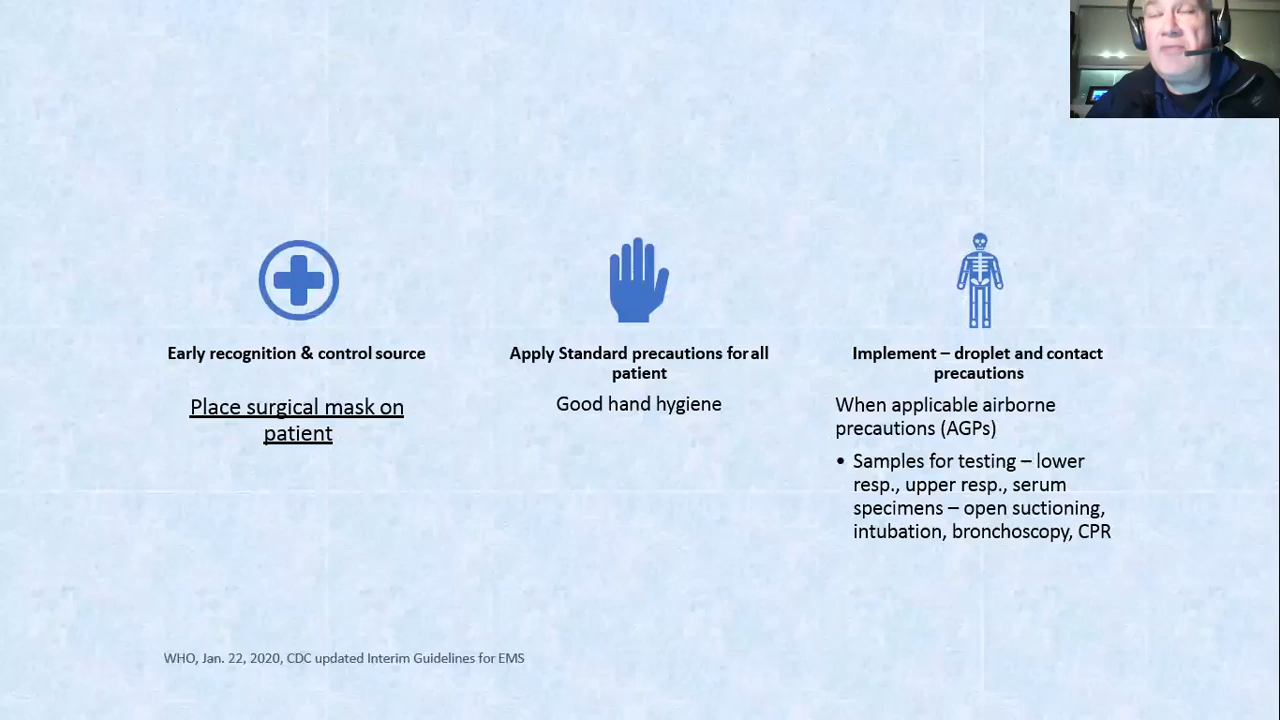 Early recognition & control source
Place surgical mask on
patient
Apply Standard precautions for all
patient
Good hand hygiene
Implement – droplet and contact
precautions
When applicable airborne
precautions (AGPs)
• Samples for testing – lower
resp., upper resp., serum
specimens – open suctioning,
intubation, bronchoscopy, CPR
WHO, Jan. 22, 2020, CDC updated Interim Guidelines for EMS